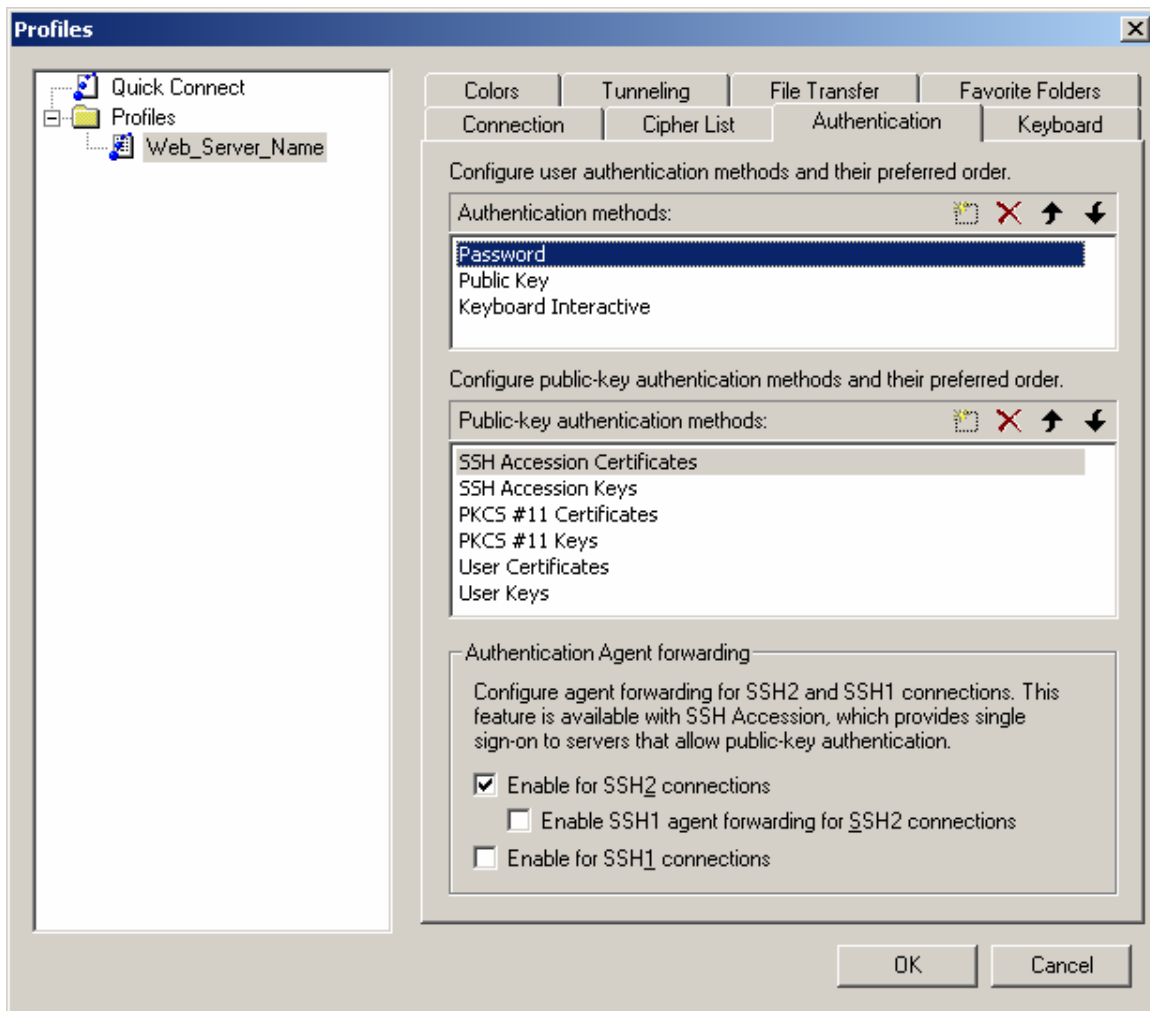 Profiles
Quick Connect
Profiles
Web_Server_Name
Colors
Tunneling
File Transfer
Favorite Folders
Connection
Cipher List
Authentication
Keyboard
Configure user authentication methods and their preferred order.
Authentication methods:
Password
Public Key
Keyboard Interactive
Configure public-key authentication methods and their preferred order.
Public-key authentication methods:
SSH Accession Certificates
SSH Accession Keys
PKCS #11 Certificates
PKCS #11 Keys
User Certificates
User Keys
Authentication Agent forwarding
Configure agent forwarding for SSH2 and SSH1 connections. This
feature is available with SSH Accession, which provides single
sign-on to servers that allow public-key authentication.
Enable for SSH2 connections
Enable SSH1 agent forwarding for SSH2 connections
Enable for SSH1 connections
OK
Cancel